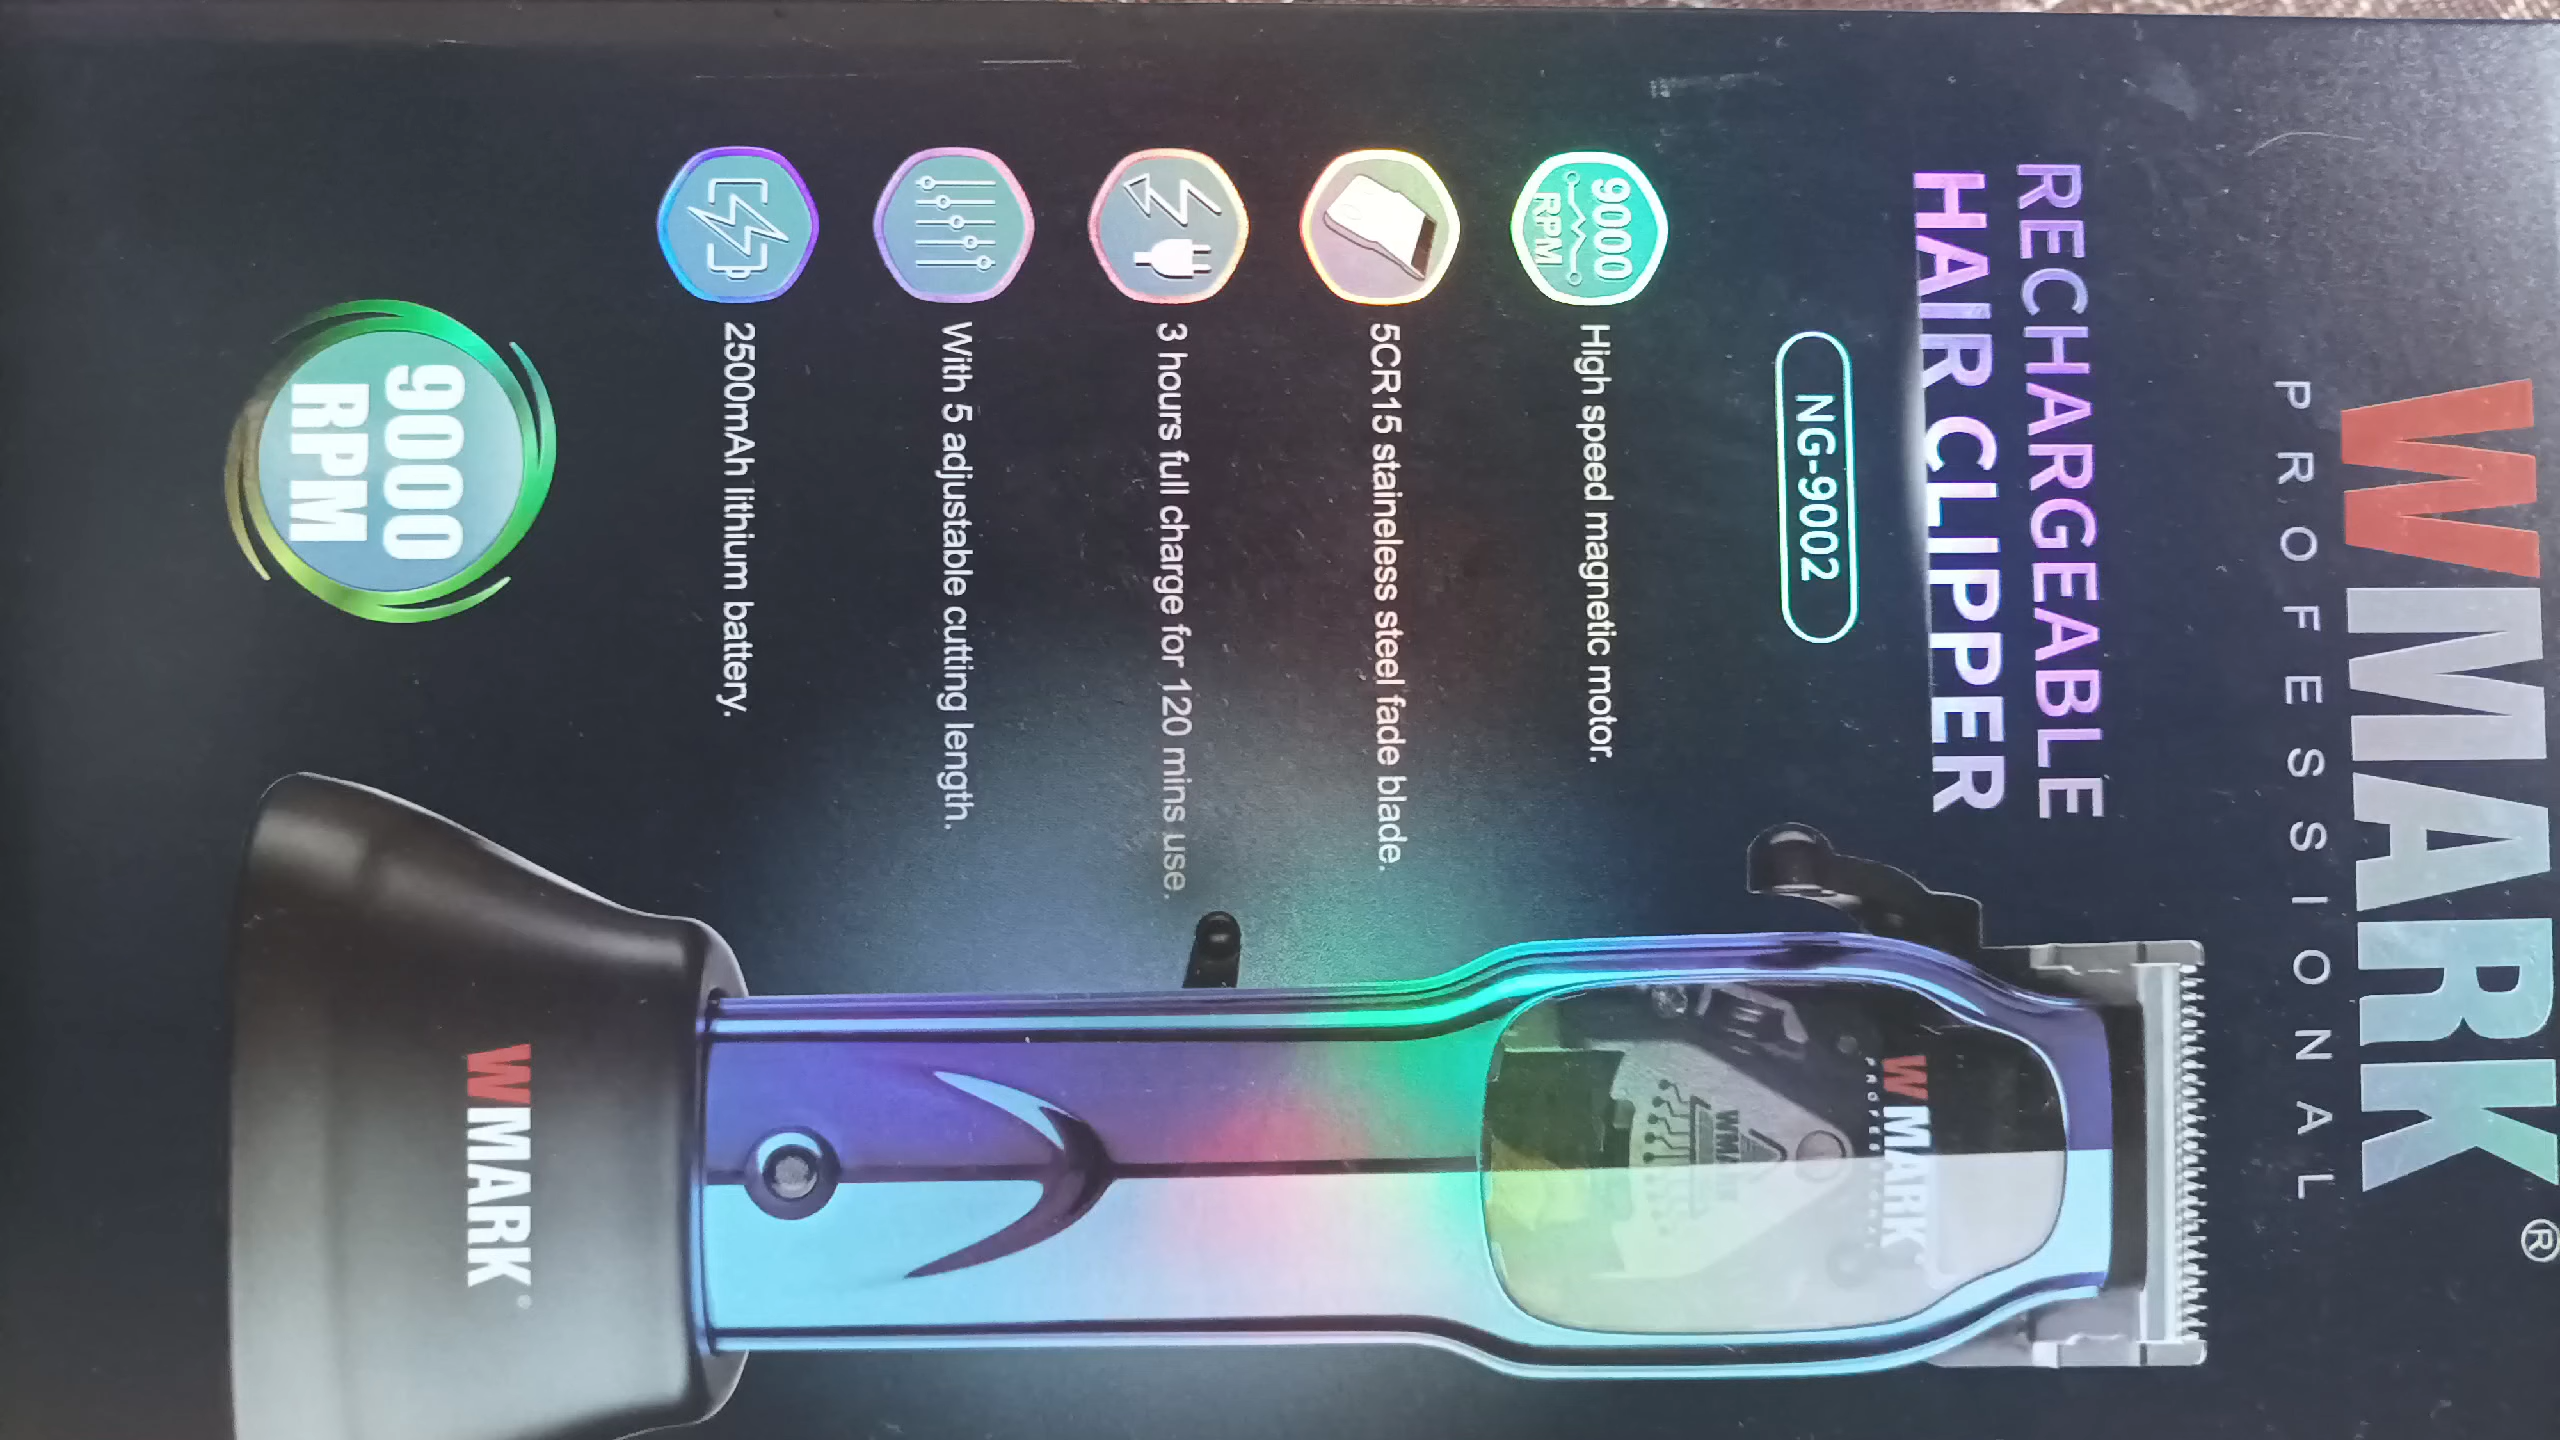 WMARK®
PROFESSIONAL
RECHARGEABLE
HAIR CLIPPER
NG-9002
9000
RPM
High speed magnetic motor.
5CR15 staineless steel fade blade.
3 hours full charge for 120 mins use.
With 5 adjustable cutting length.
2500mAh lithium battery.
9000
RPM
WMARK
PROFESSIONAL
WMARK
WMARK